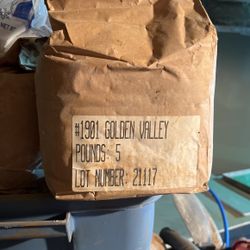 #1901 GOLDEN VALLEY
POUNDS: 5
LOT NUMBER: 21117